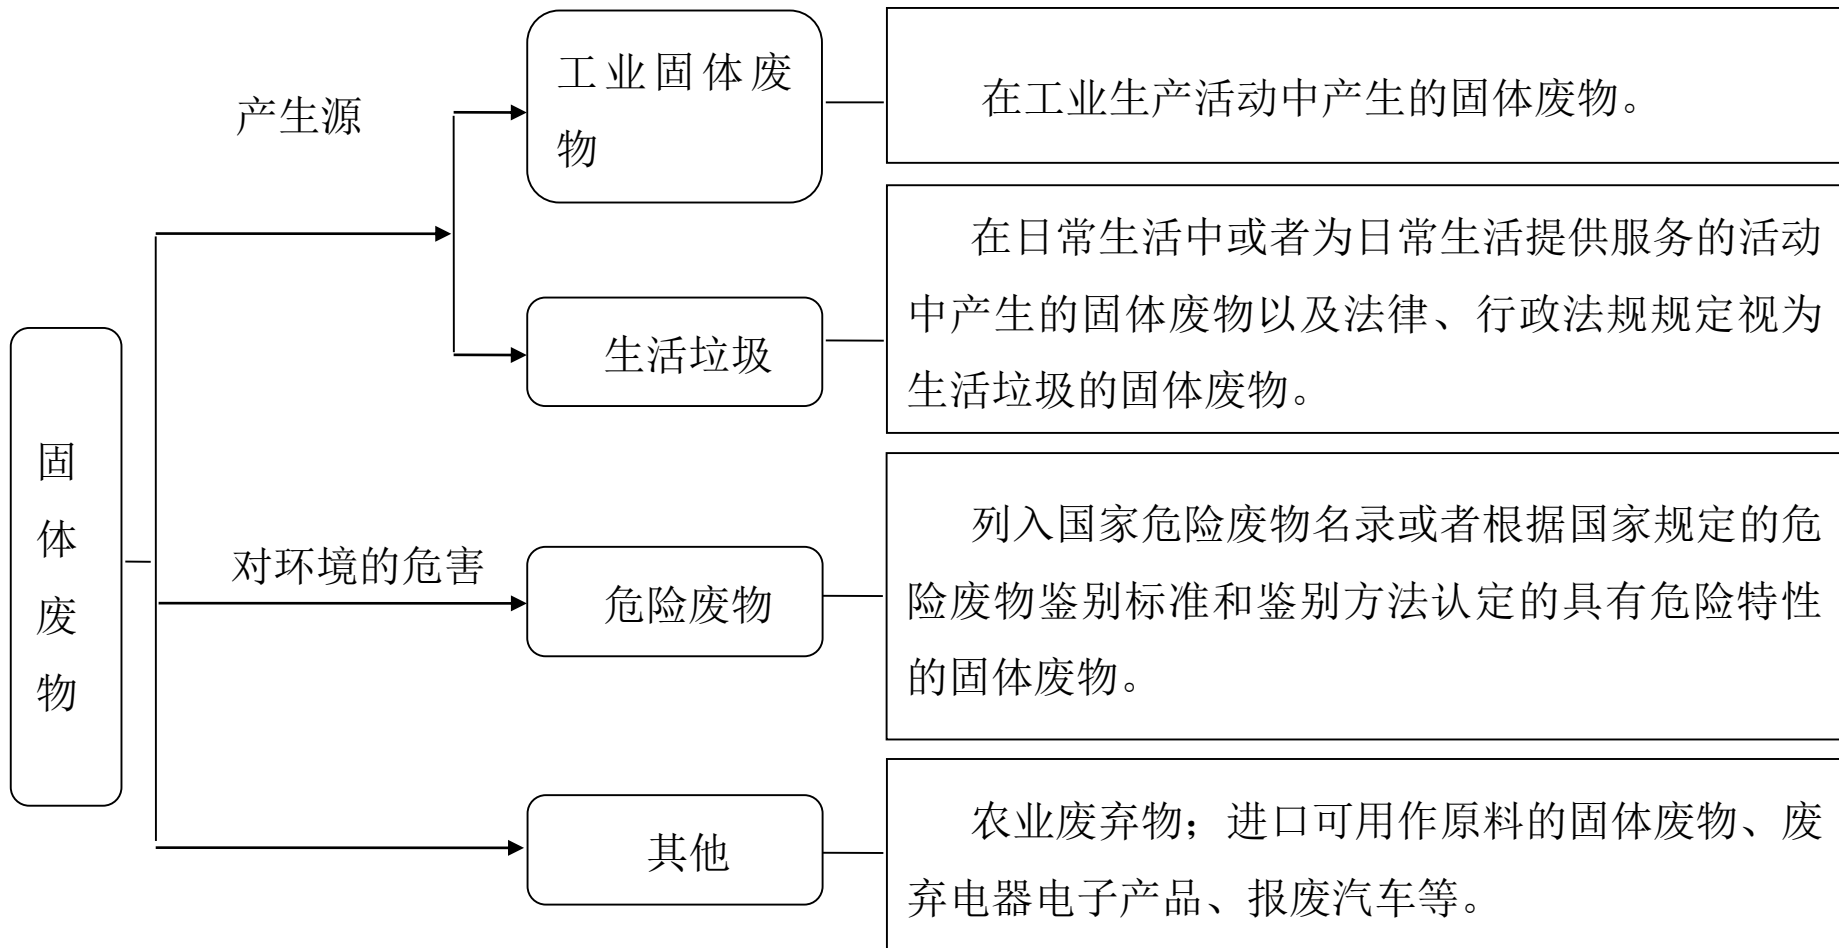 固
体
废
物
产生源
对环境的危害
工业固体废
物
在工业生产活动中产生的固体废物。
生活垃圾
在日常生活中或者为日常生活提供服务的活动
中产生的固体废物以及法律、行政法规规定视为
生活垃圾的固体废物。
危险废物
列入国家危险废物名录或者根据国家规定的危
险废物鉴别标准和鉴别方法认定的具有危险特性
的固体废物。
其他
农业废弃物；进口可用作原料的固体废物、废
弃电器电子产品、报废汽车等。